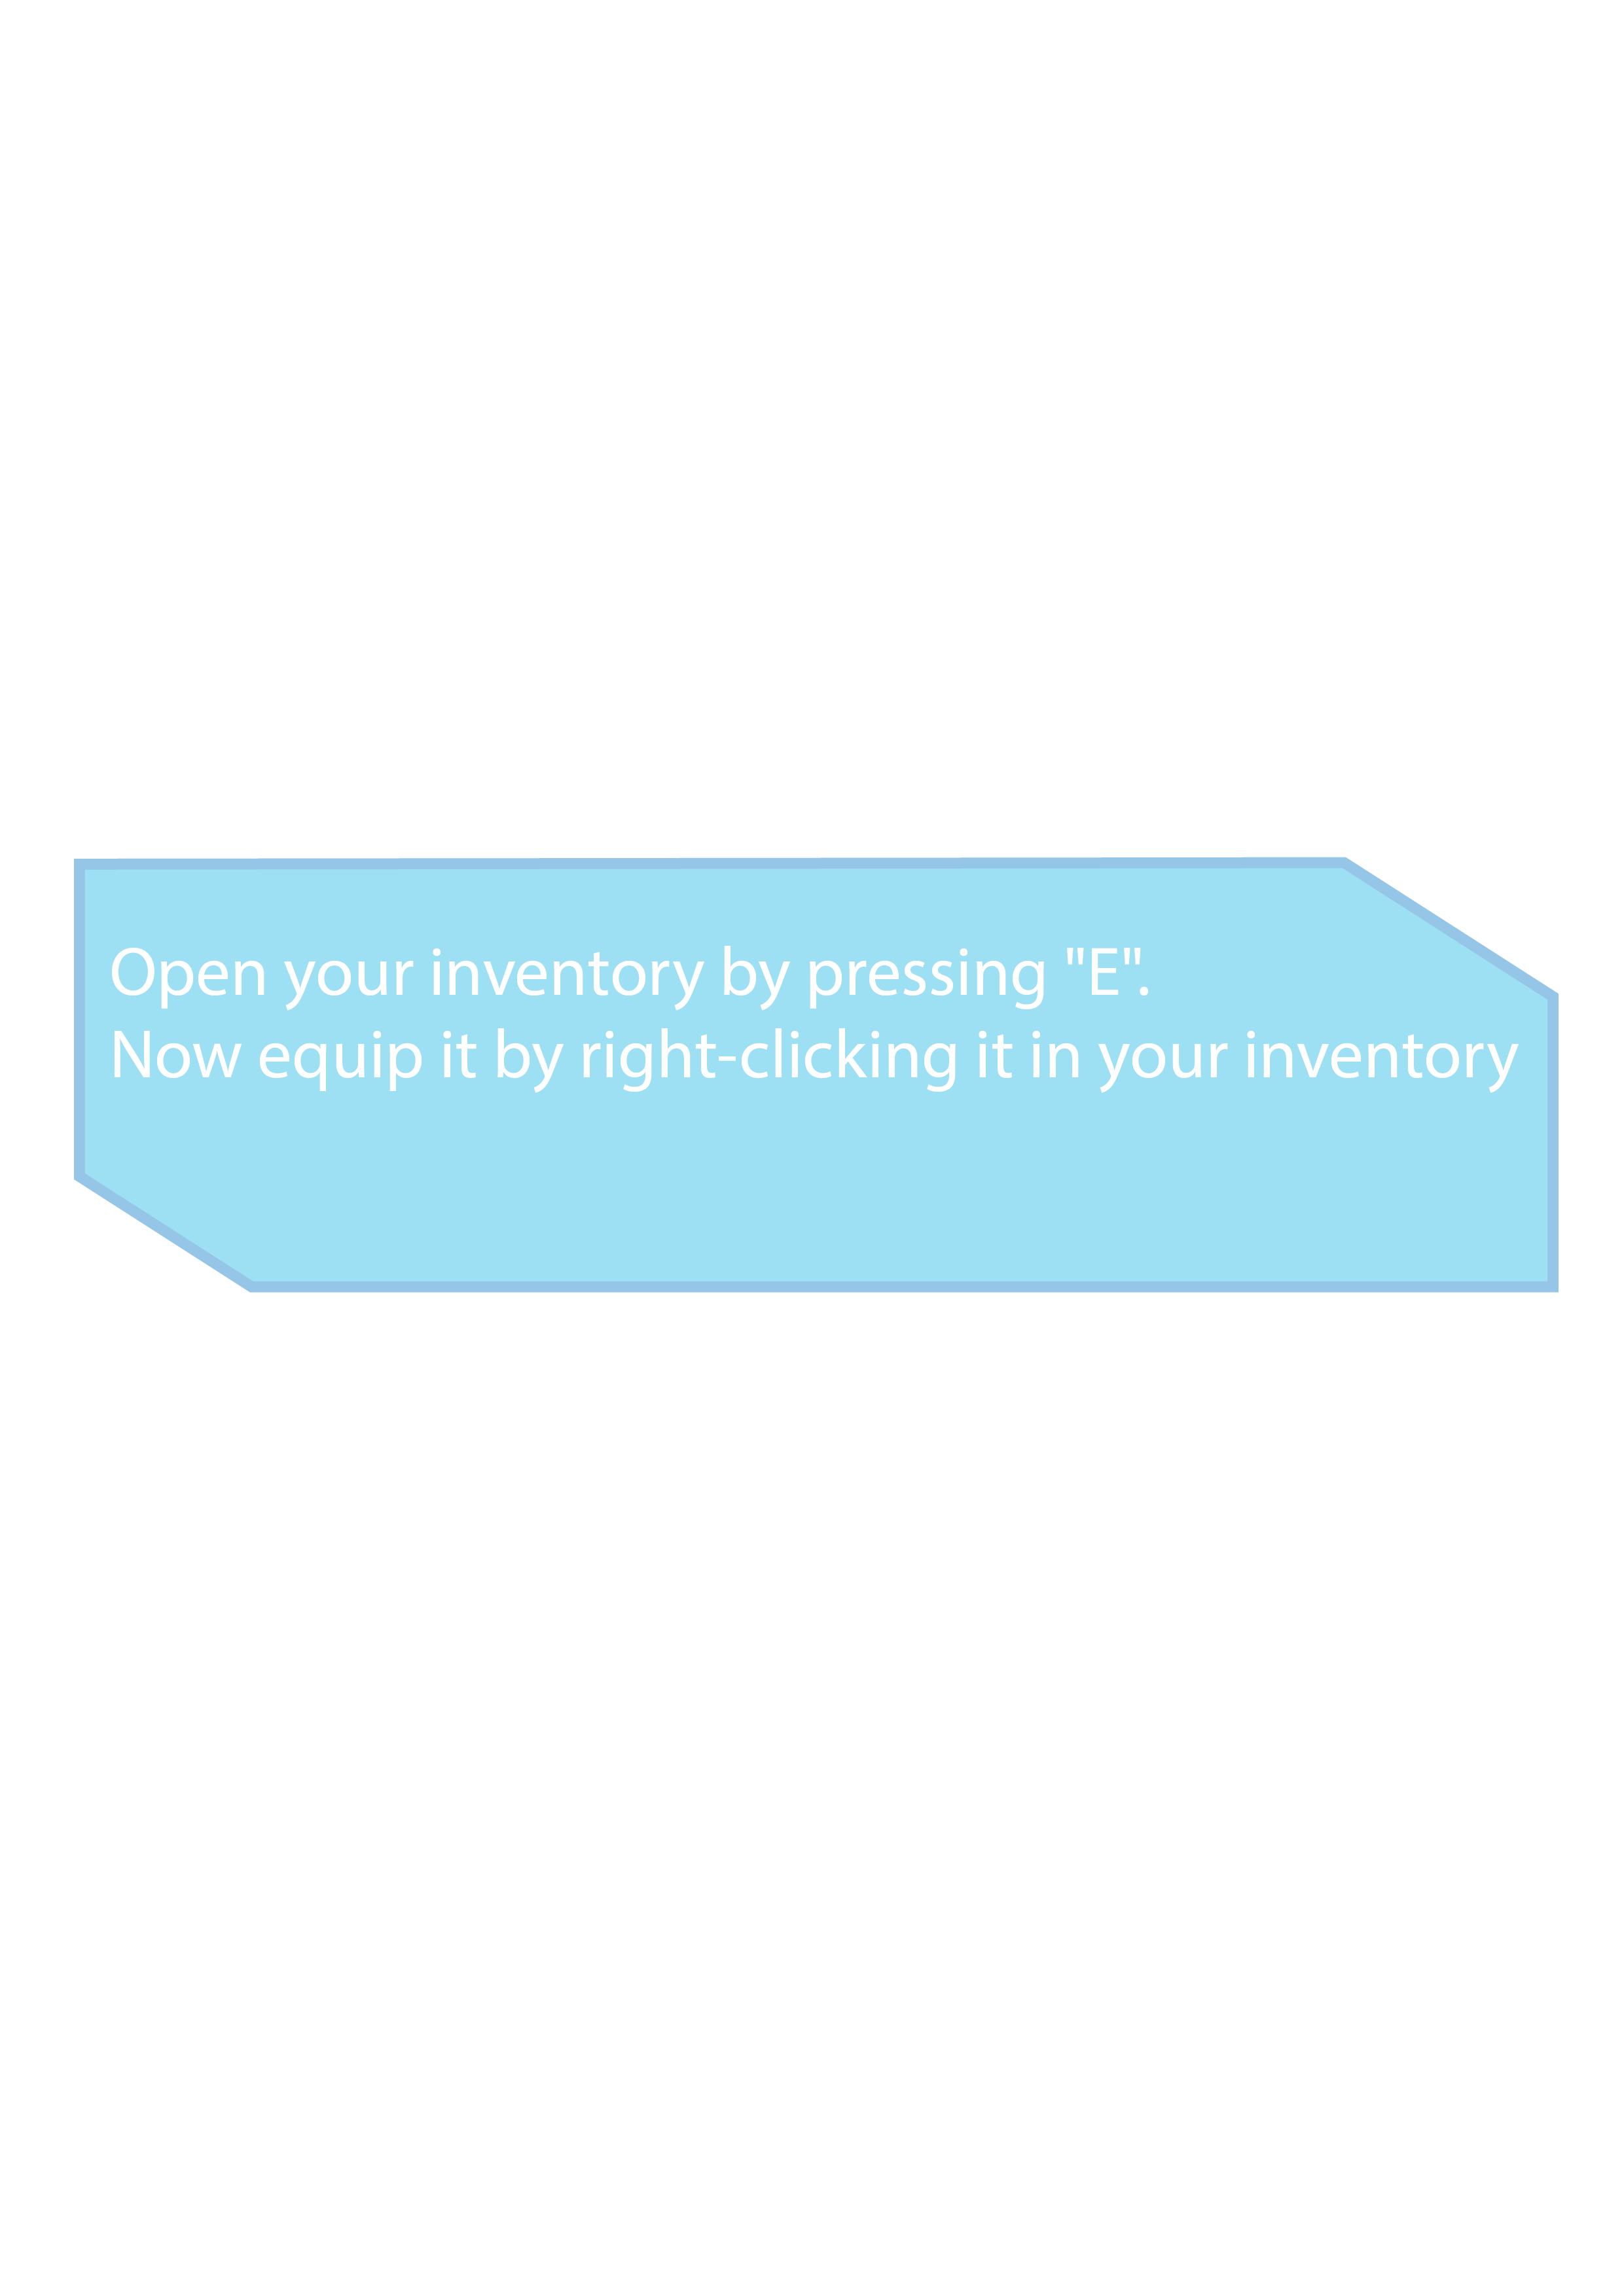 Open your inventory by pressing "E".
Now equip it by right-clicking it in your inventory